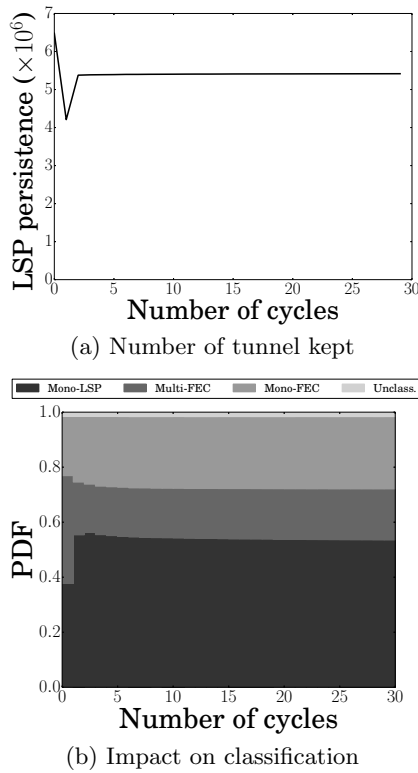 7
6
5
4
3
2
1
0
LSP persistence (×10⁶)
0 5 10 15 20 25 30
Number of cycles
(a) Number of tunnel kept
Mono-LSP Multi-FEC Mono-FEC Unclass.
1.0
0.8
0.6
0.4
0.2
0.0
PDF
0 5 10 15 20 25 30
Number of cycles
(b) Impact on classification